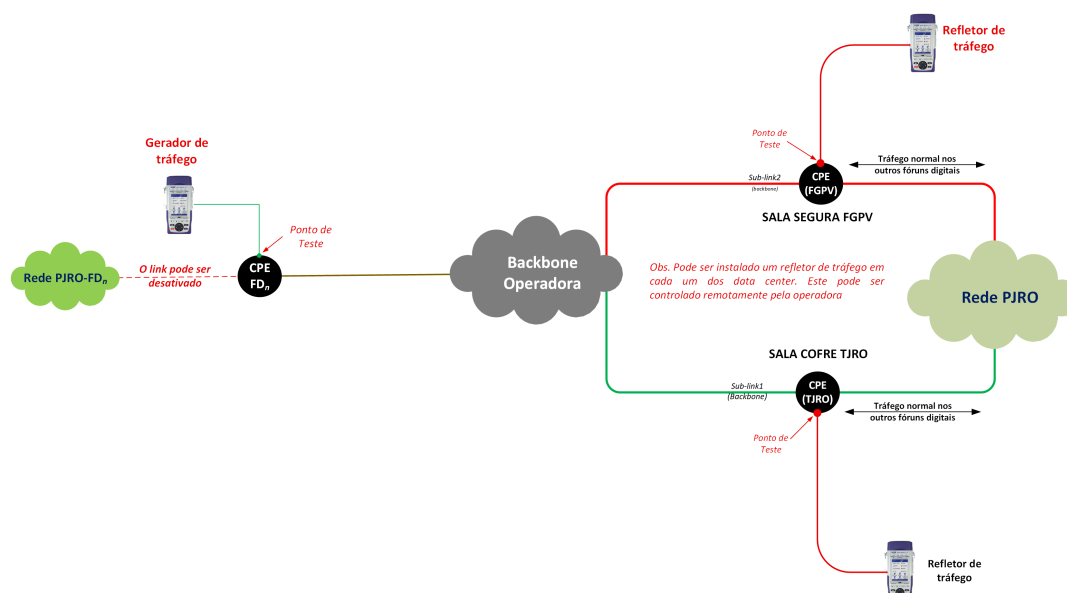 Refletor de
tráfego
Gerador de
tráfego
Ponto de
Teste
Tráfego normal nos
outros fóruns digitais
CPE
(FGPV)
Sub-link2
(backbone)
SALA SEGURA FGPV
Ponto de
Teste
Rede PJRO-FDn
O link pode ser
desativado
CPE
FDn
Backbone
Operadora
Obs. Pode ser instalado um refletor de tráfego em
cada um dos data center. Este pode ser
controlado remotamente pela operadora
Rede PJRO
SALA COFRE TJRO
Sub-link1
(Backbone)
CPE
(TJRO)
Tráfego normal nos
outros fóruns digitais
Ponto de
Teste
Refletor de
tráfego